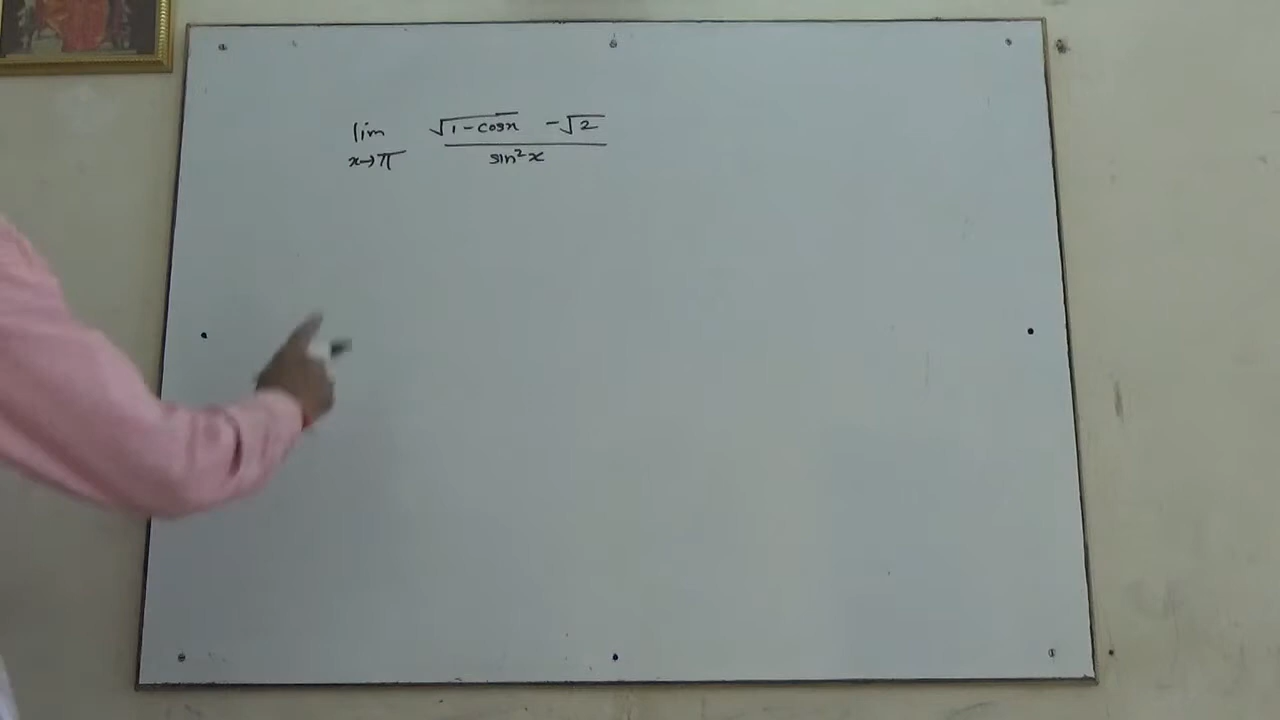 lim √1-cosx -√2
x→π sin²x